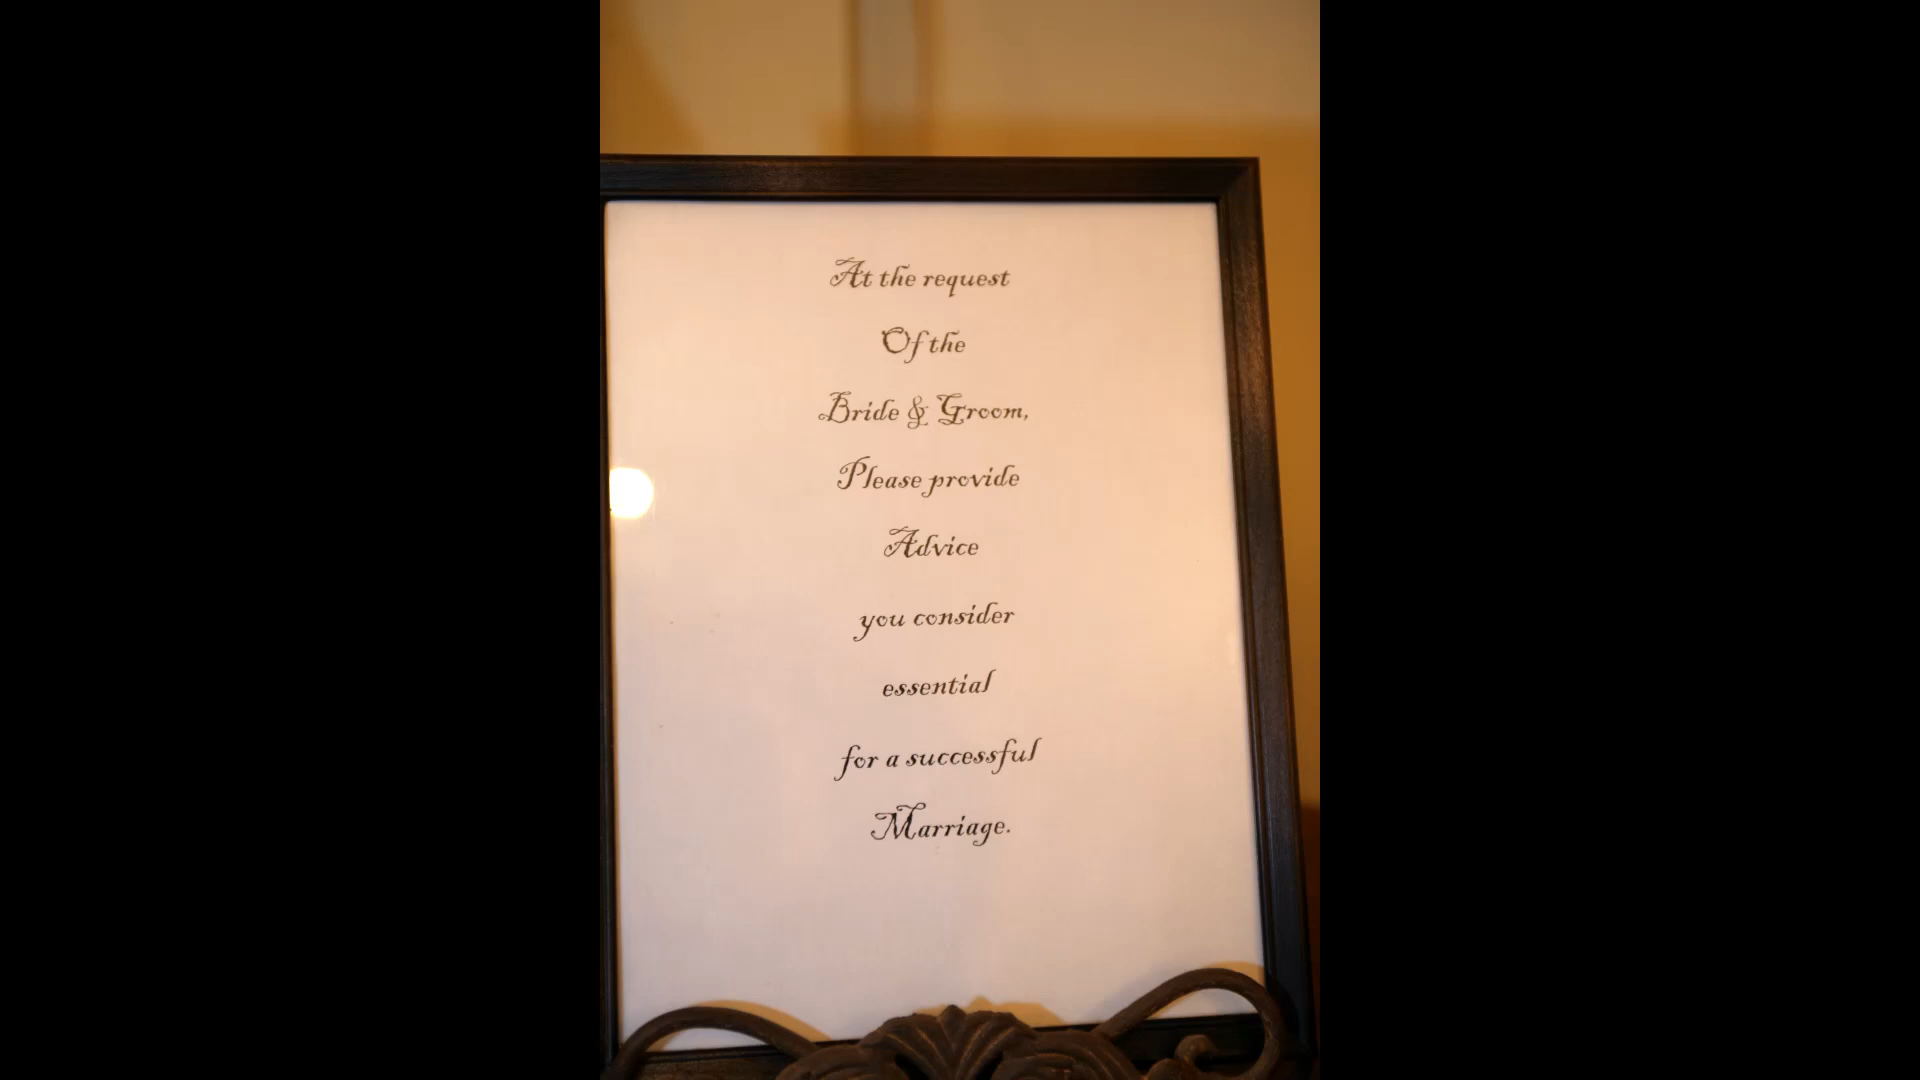 At the request
Of the
Bride & Groom,
Please provide
Advice
you consider
essential
for a successful
Marriage.